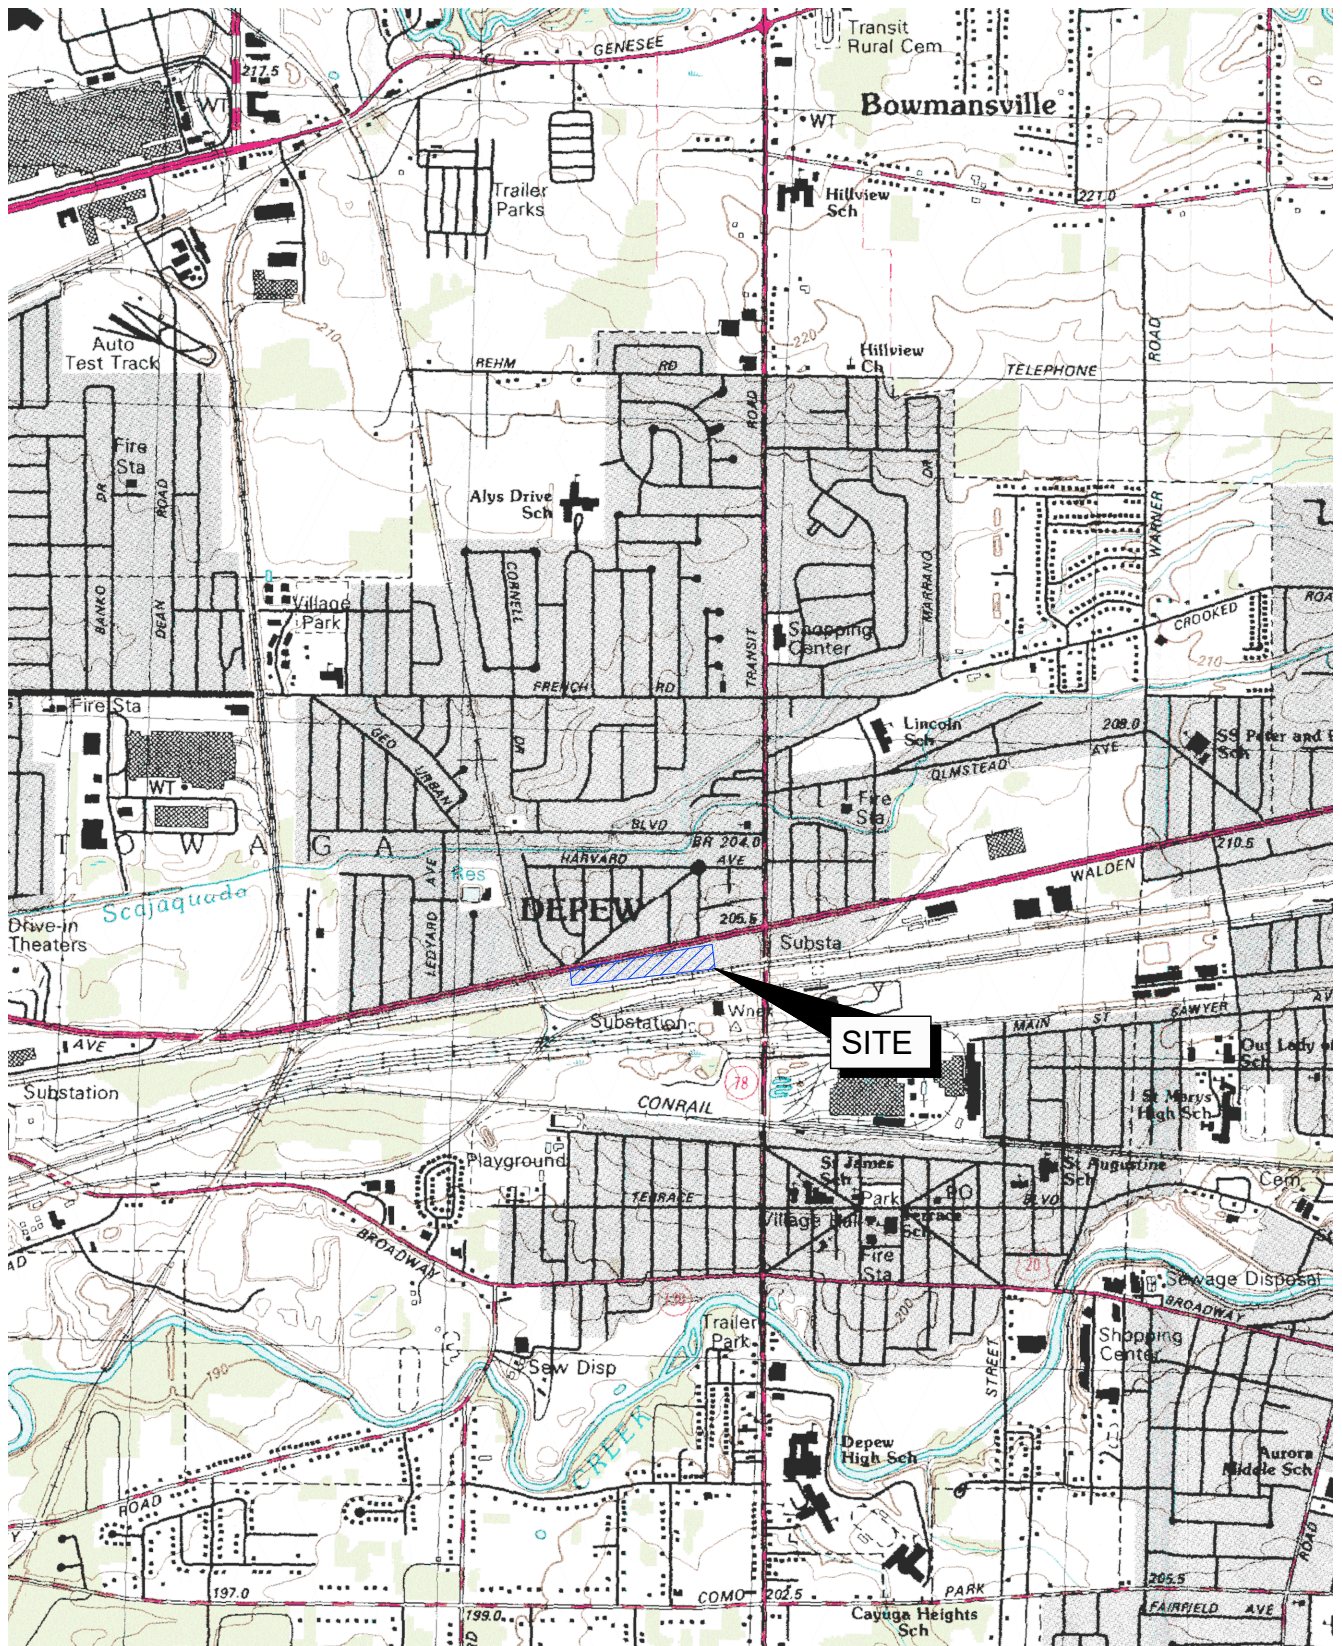 GENESEE
Transit
Rural Cem
217.5
WT
Bowmansville
WT
Trailer
Parks
Hillview
Sch
221.0
210
Auto
Test Track
220
ROAD
REHM
RD
Hillview
Ch
TELEPHONE
ROAD
Fire
Sta
DR
ROAD
DR
Alys Drive
Sch
WARNER
CORNELL
MARRANO
BANKO
DEAN
Village
Park
CROOKED
ROA
TRANSIT
Shopping
Center
210
FRENCH
RD
Fire Sta
GEO
URBAN
DR
Lincoln
Sch
208.0
AVE
SS Peter and
Sch
OLMSTEAD
WT
Fire
Sta
BLVD
BR 204.0
T O W A G A
HARVARD
AVE
210.5
WALDEN
AVE
Res
Scajaquada
DEPEW
205.5
Drive-in
Theaters
LEDYARD
Substa
Substation
MAIN
ST
SAWYER
AV
SITE
AVE
Our Lady of
Sch
Substation
78
CONRAIL
St Marys
High Sch
Playground
St James
Sch
St Augustine
Sch
Cem
TERRACE
Park
PO
BLVD
Village Hall
Terrace
Sch
Fire
Sta
BROADWAY
20
Sewage Disposal
AD
130
200
BROADWAY
Trailer
Park
Shopping
Center
Sew Disp
190
STREET
CREEK
Depew
High Sch
Aurora
Middle Sch
ROAD
Y
ROAD
197.0
COMO
202.5
PARK
205.5
199.0
RD
Cayuga Heights
Sch
FAIRFIELD
AVE